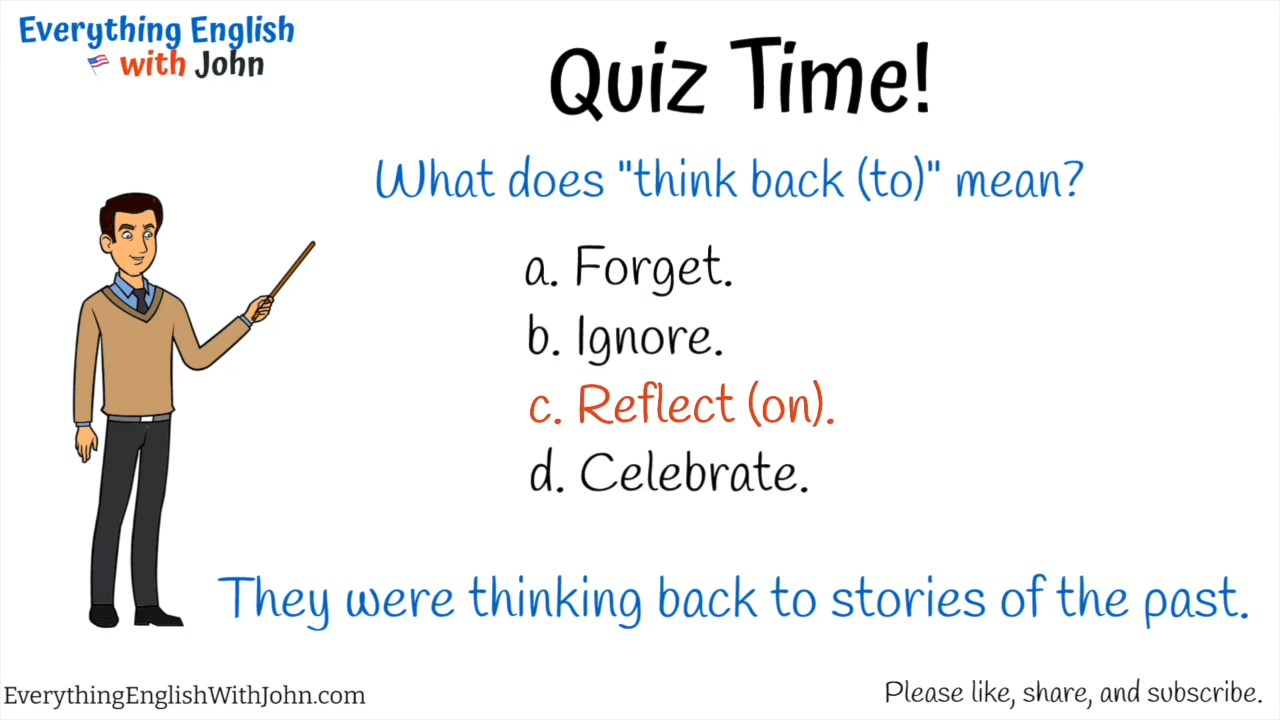 Everything English
with John
Quiz Time!
What does "think back (to)" mean?
a. Forget.
b. Ignore.
c. Reflect (on).
d. Celebrate.
They were thinking back to stories of the past.
EverythingEnglishWithJohn.com
Please like, share, and subscribe.